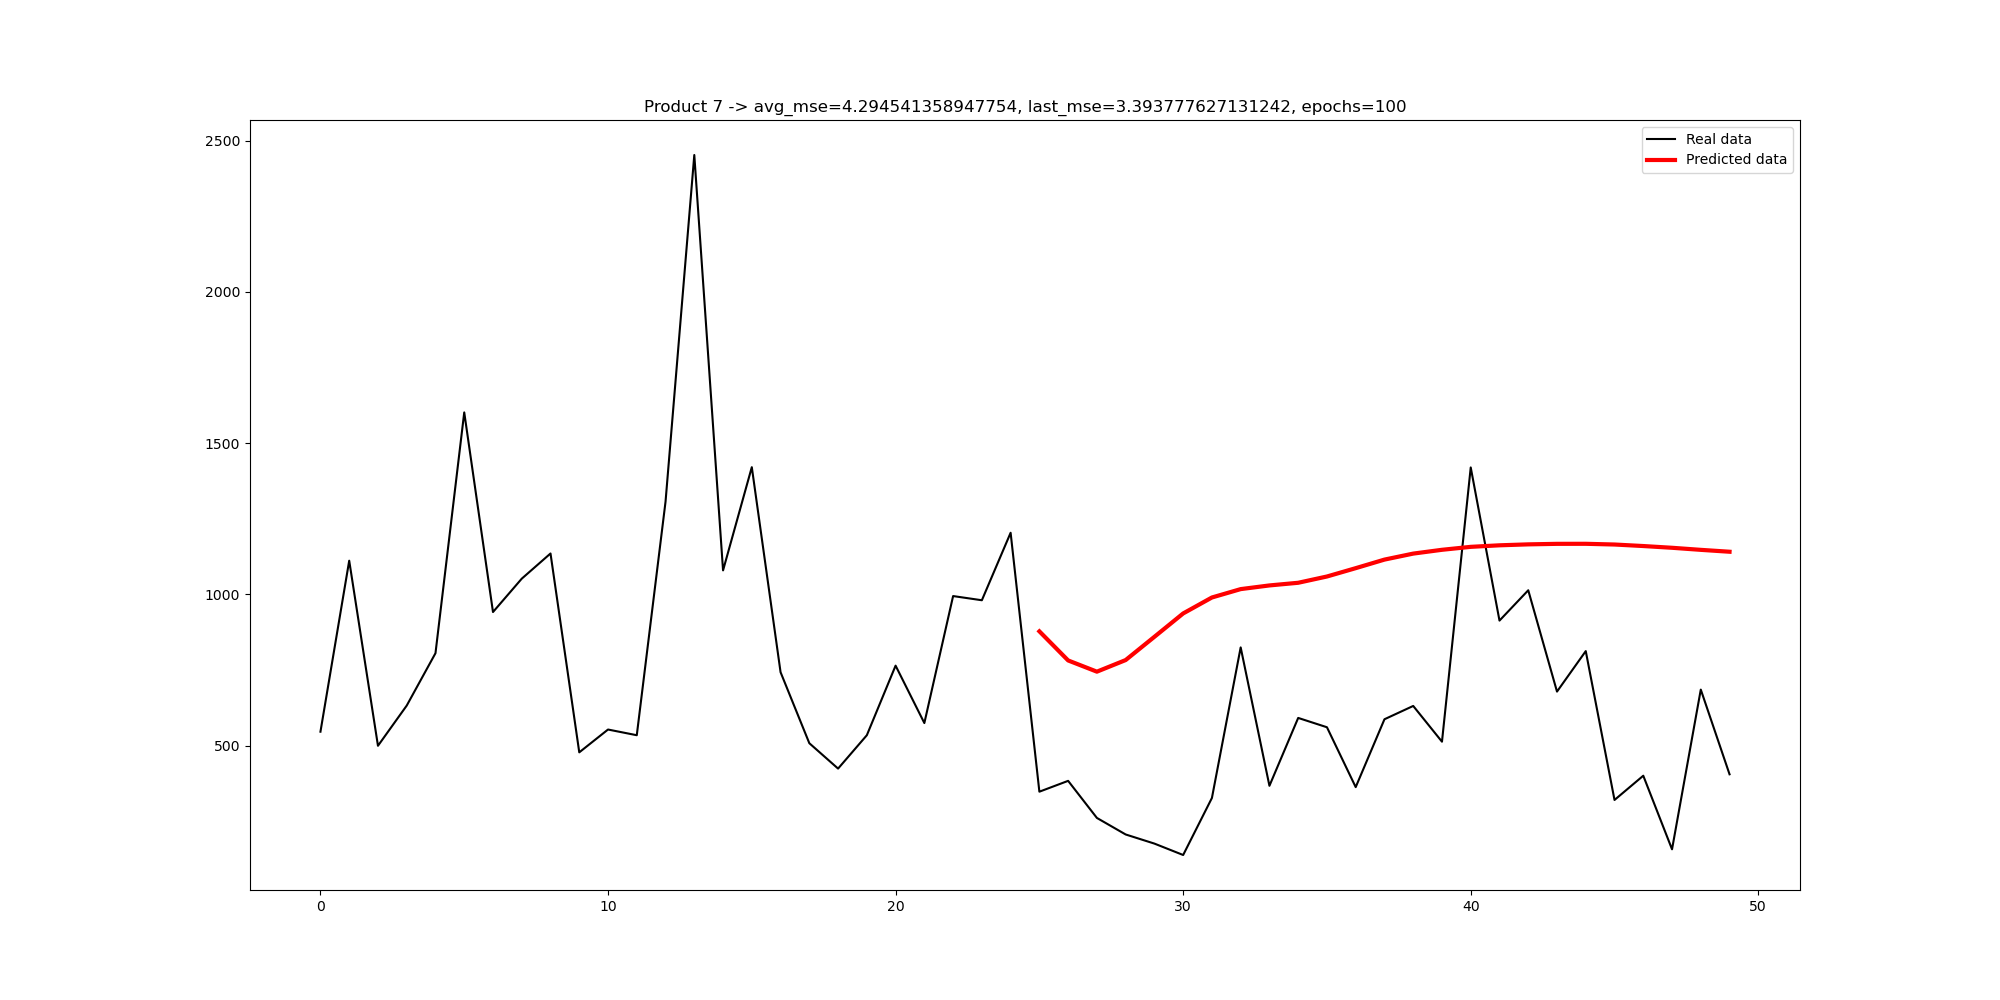 Product 7 -> avg_mse=4.294541358947754, last_mse=3.393777627131242, epochs=100
Real data
Predicted data
2500
2000
1500
1000
500
0 10 20 30 40 50